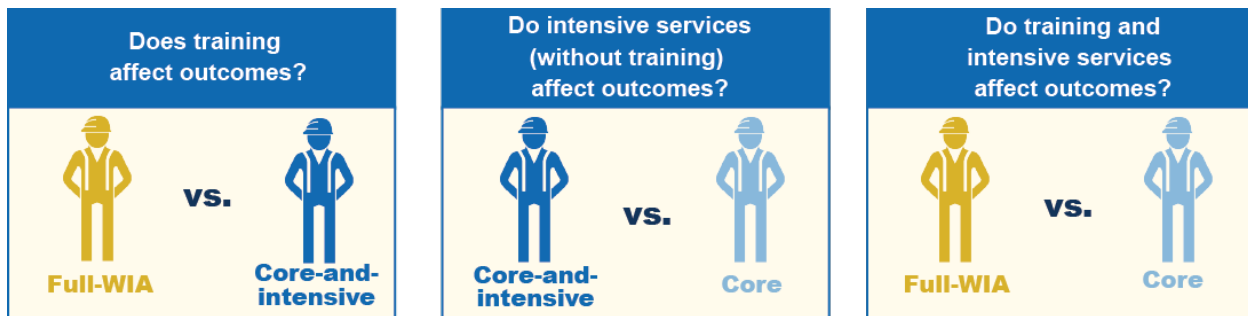 Does training
affect outcomes?
vs.
Full-WIA
Core-and-
intensive
Do intensive services
(without training)
affect outcomes?
vs.
Core-and-
intensive
Core
Do training and
intensive services
affect outcomes?
vs.
Full-WIA
Core